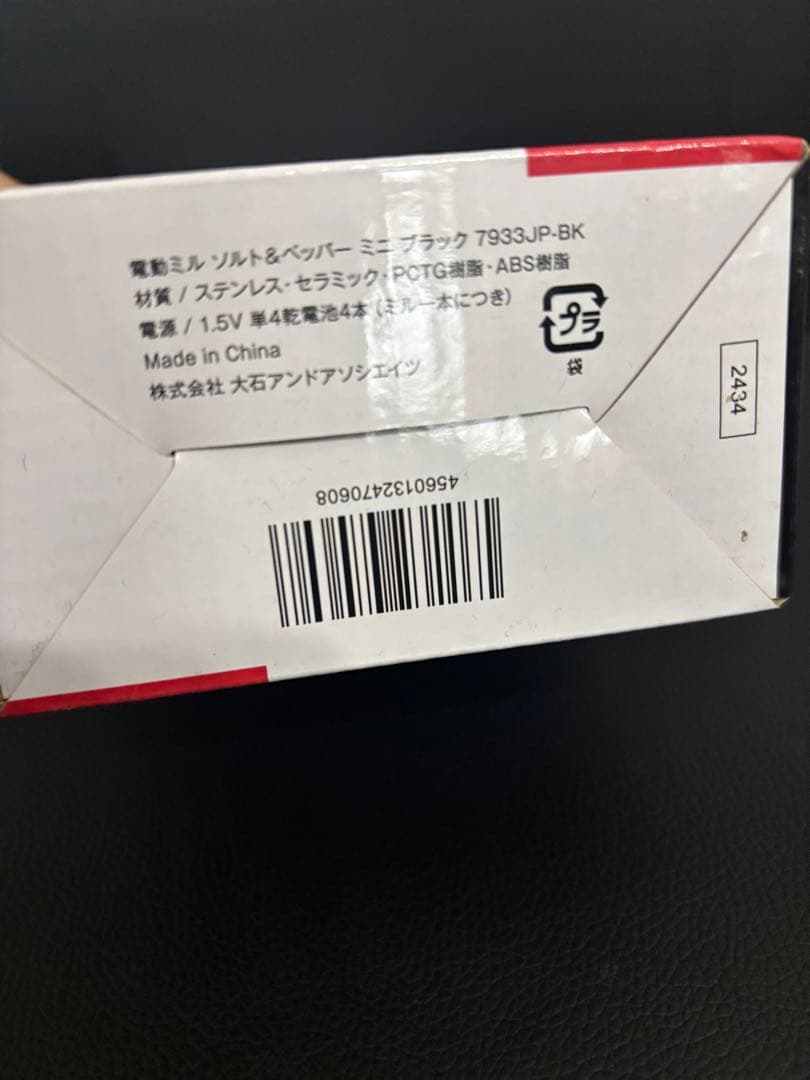 電動ミル ソルト&ペッパー ミニ ブラック 7933JP-BK
材質 / ステンレス・セラミック・PCTG樹脂・ABS樹脂
電源 / 1.5V 単4乾電池4本 (ミル一本につき)
Made in China
株式会社 大石アンドアソシエイツ
プラ
袋
2434
4560132470608